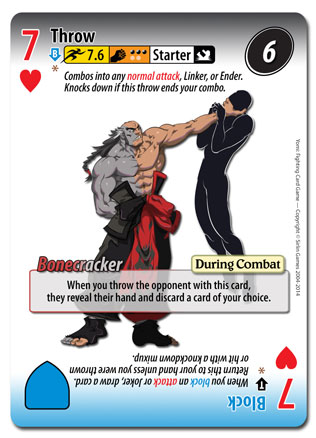 7 Throw
B 7.6 Starter 6
* Combos into any normal attack, Linker, or Ender.
Knocks down if this throw ends your combo.
Yomi Fighting Card Game — Copyright © Sirlin Games 2004-2014
Bonecracker During Combat
When you throw the opponent with this card,
they reveal their hand and discard a card of your choice.
7 Block
* When you block an attack or Joker, draw a card.
Return this to your hand unless you were thrown
or hit with a knockdown mixup.